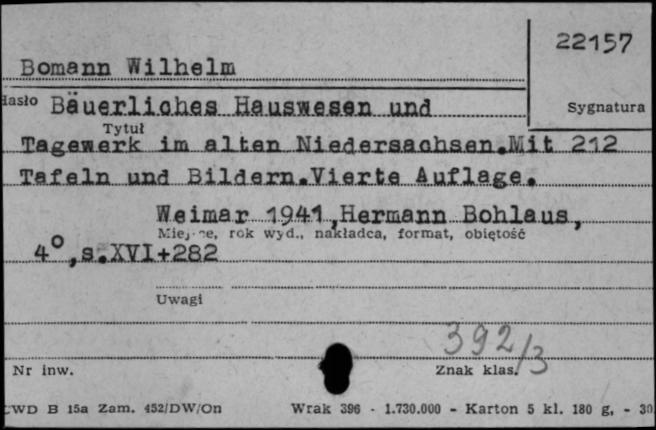 22157
Bomann Wilhelm
Hasło Bäuerliches Hauswesen und
Sygnatura
Tytuł
Tagewerk im alten Niedersachsen.Mit 212
Tafeln und Bildern.Vierte Auflage.
Weimar 1941,Hermann Bohlaus,
Miejsce, rok wyd., nakładca, format, objętość
4°,s.XVI+282
Uwagi
392/3
Nr inw.
Znak klas.
CWD B 15a Zam. 452/DW/On Wrak 396 - 1.730.000 - Karton 5 kl. 180 g, - 30